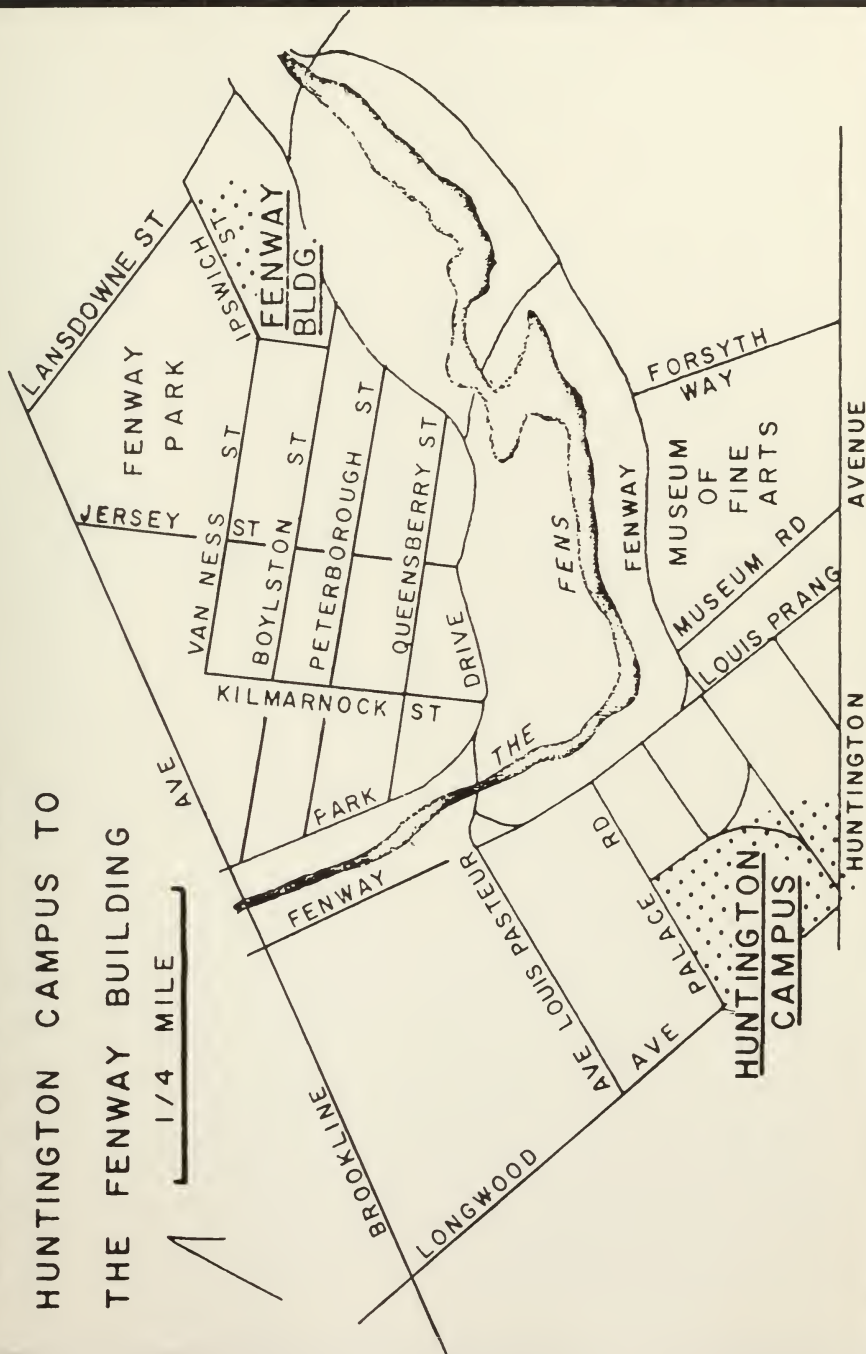 HUNTINGTON CAMPUS TO
THE FENWAY BUILDING
1/4 MILE
LANSDOWNE ST
IPSWICH ST
FENWAY
BLDG.
FENWAY
PARK
JERSEY ST
VAN NESS ST
BOYLSTON ST
PETERBOROUGH ST
QUEENSBERRY ST
KILMARNOCK ST
PARK DRIVE
BROOKLINE AVE
FENWAY
THE FENS
FENWAY
FORSYTH
WAY
MUSEUM
OF
FINE
ARTS
MUSEUM RD
LOUIS PRANG
AVE LOUIS PASTEUR
PALACE RD
LONGWOOD AVE
HUNTINGTON
CAMPUS
HUNTINGTON AVENUE